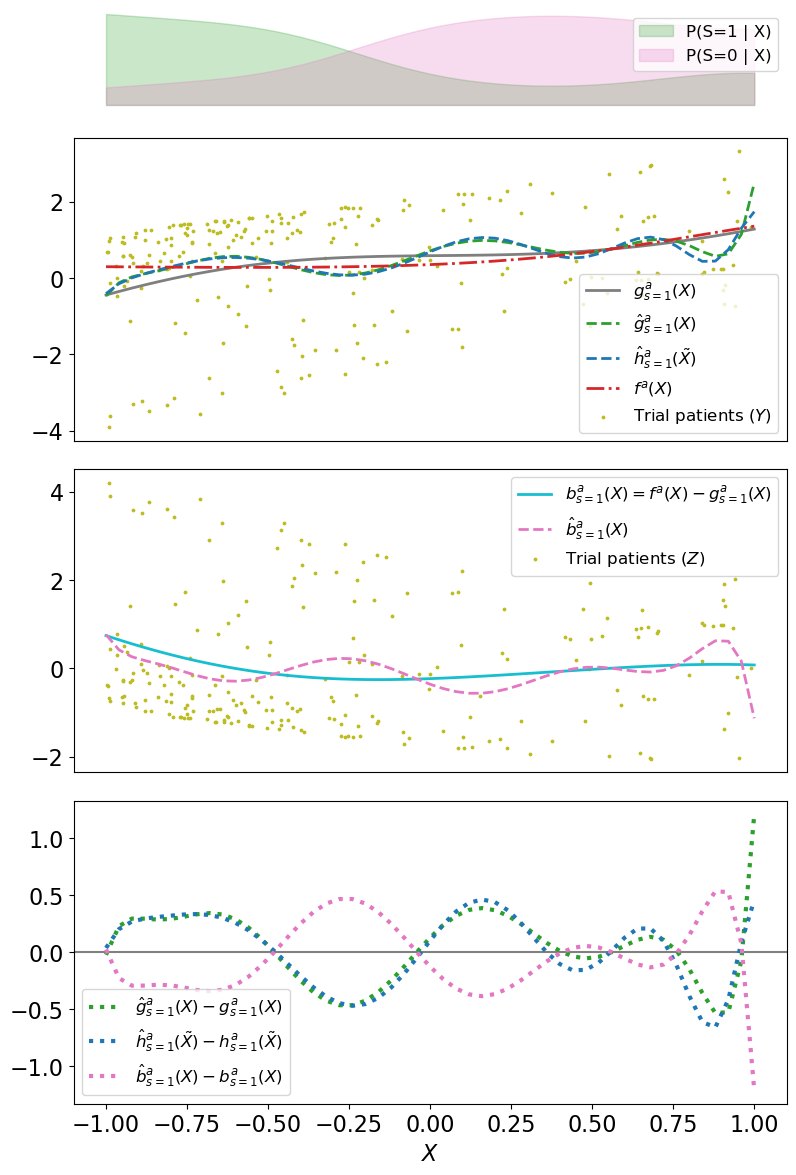 P(S=1 | X)
P(S=0 | X)
2
0
−2
−4
g^a_{s=1}(X)
ĝ^a_{s=1}(X)
ĥ^a_{s=1}(X̃)
f^a(X)
Trial patients (Y)
4
2
0
−2
b^a_{s=1}(X) = f^a(X) − g^a_{s=1}(X)
b̂^a_{s=1}(X)
Trial patients (Z)
1.0
0.5
0.0
−0.5
−1.0
ĝ^a_{s=1}(X) − g^a_{s=1}(X)
ĥ^a_{s=1}(X̃) − h^a_{s=1}(X̃)
b̂^a_{s=1}(X) − b^a_{s=1}(X)
−1.00 −0.75 −0.50 −0.25 0.00 0.25 0.50 0.75 1.00
X